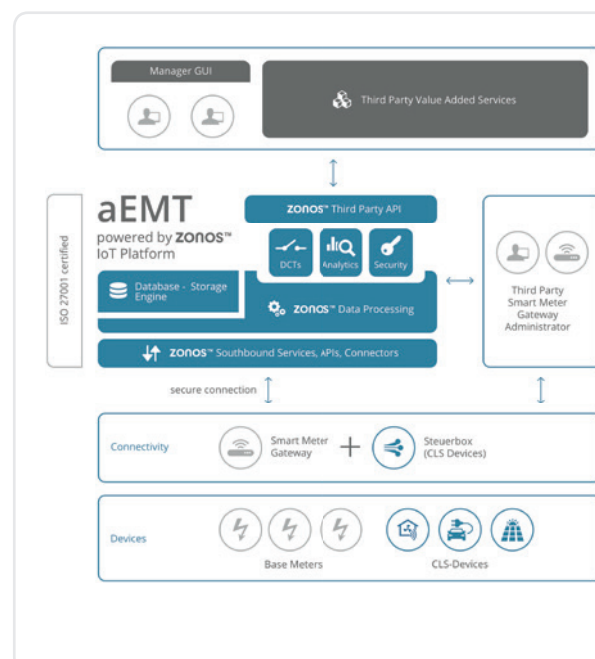 Manager GUI
Third Party Value Added Services
ISO 27001 certified
aEMT
powered by ZONOS™
IoT Platform
ZONOS™ Third Party API
DCTs
Analytics
Security
Database - Storage
Engine
ZONOS™ Data Processing
ZONOS™ Southbound Services, APIs, Connectors
Third Party
Smart Meter
Gateway
Administrator
secure connection
Connectivity
Smart Meter
Gateway
+
Steuerbox
(CLS Devices)
Devices
Base Meters
CLS-Devices